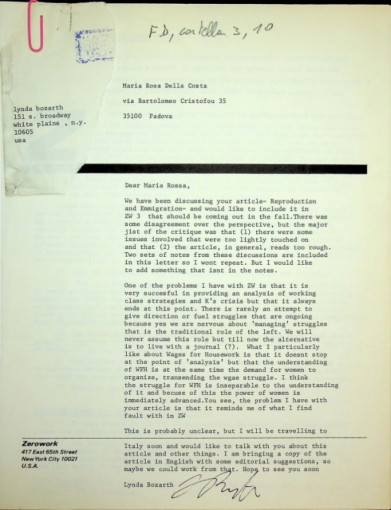 F D, cartella 3, 10
Maria Rosa Della Costa
via Bartolomeo Cristofou 35
35100 Padova
lynda bozarth
151 s. broadway
white plains , n.y.
10605
usa
Dear Maria Rossa,
We have been discussing your article- Reproduction
and Emmigration- and would like to include it in
ZW 3 that should be coming out in the fall.There was
some disagreement over the perspective, but the major
jist of the critique was that (1) there were some
issues involved that were too lightly touched on
and that (2) the article, in general, reads too rough.
Two sets of notes from these discussions are included
in this letter so I wont repeat. But I would like
to add something that isnt in the notes.
One of the problems I have with ZW is that it is
very succesful in providing an analysis of working
class strategies and K's crisis but that it always
ends at this point. There is rarely an attempt to
give direction or fuel struggles that are ongoing
because yes we are nervous about 'managing' struggles
that is the traditional role of the left. We will
never assume this role but till now the alternative
is to live with a journal (?). What I particularly
like about Wages for Housework is that it doesnt stop
at the point of 'analysis' but that the understanding
of WFH is at the same time the demand for women to
organize, transending the wgae struggle. I think
the struggle for WFH is inseparable to the understanding
of it and becuse of this the power of women is
immediately advanced.You see, the problem I have with
your article is that it reminds me of what I find
fault with in ZW
This is probably unclear, but I will be travelling to
Zerowork
417 East 65th Street
New York City 10021
U.S.A.
Italy soon and would like to talk with you about this
article and other things. I am bringing a copy of the
article in English with some editorial suggestions, so
maybe we could work from that. Hope to see you soon
Lynda Bozarth